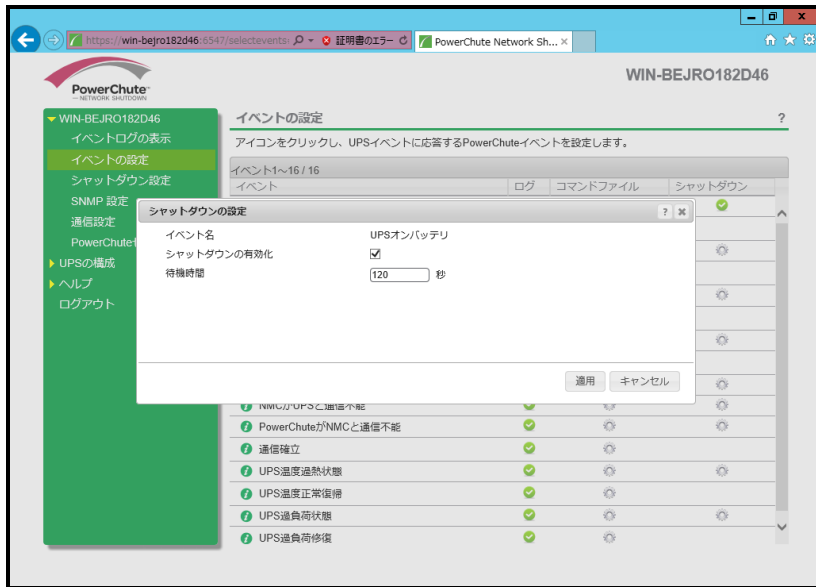 https://win-bejro182d46:6547/selectevents
証明書のエラー
PowerChute Network Sh...
PowerChute
NETWORK SHUTDOWN
WIN-BEJRO182D46
WIN-BEJRO182D46
イベントログの表示
イベントの設定
シャットダウン設定
SNMP 設定
通信設定
PowerChute
UPSの構成
ヘルプ
ログアウト
イベントの設定
?
アイコンをクリックし、UPSイベントに応答するPowerChuteイベントを設定します。
イベント1～16 / 16
イベント ログ コマンドファイル シャットダウン
シャットダウンの設定
?
イベント名 UPSオンバッテリ
シャットダウンの有効化
待機時間 120 秒
適用 キャンセル
NMCがUPSと通信不能
PowerChuteがNMCと通信不能
通信確立
UPS温度過熱状態
UPS温度正常復帰
UPS過負荷状態
UPS過負荷修復